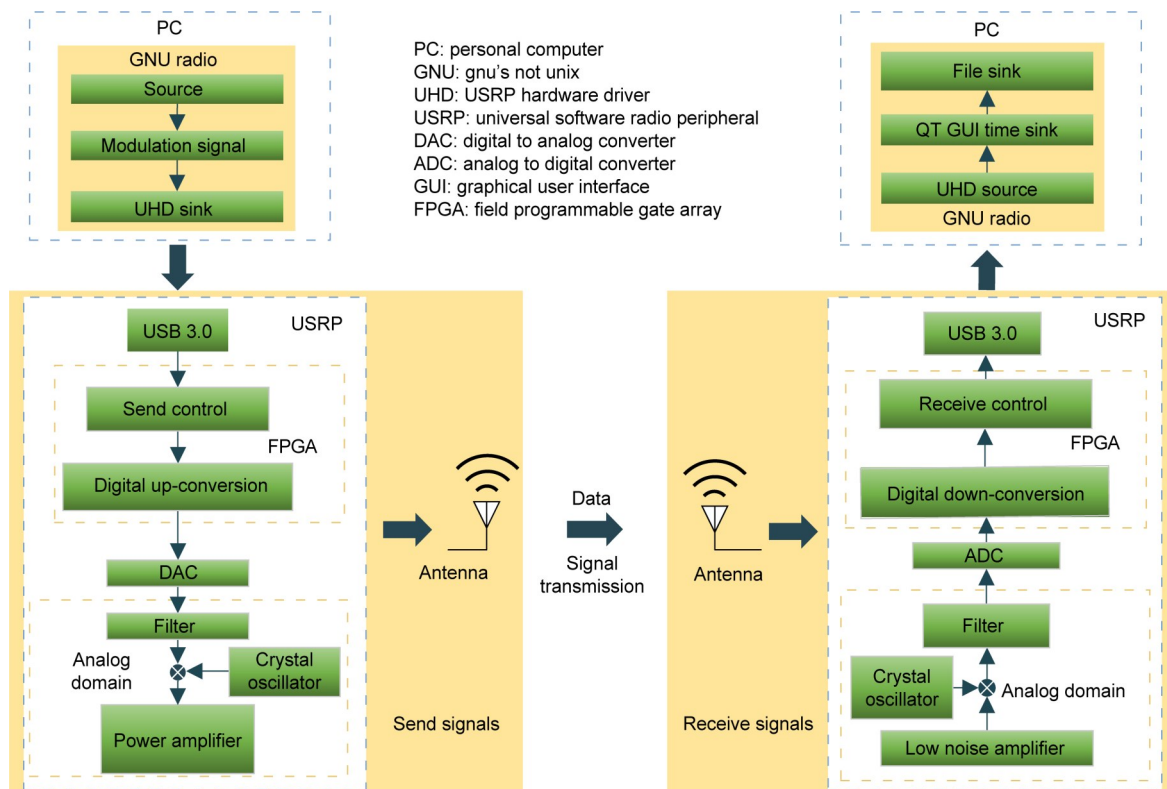 PC
GNU radio
Source
Modulation signal
UHD sink
PC: personal computer
GNU: gnu's not unix
UHD: USRP hardware driver
USRP: universal software radio peripheral
DAC: digital to analog converter
ADC: analog to digital converter
GUI: graphical user interface
FPGA: field programmable gate array
PC
File sink
QT GUI time sink
UHD source
GNU radio
USRP
USB 3.0
Send control
FPGA
Digital up-conversion
DAC
Filter
Analog
domain
Crystal
oscillator
Power amplifier
Antenna
Send signals
Data
Signal
transmission
Antenna
Receive signals
USRP
USB 3.0
Receive control
FPGA
Digital down-conversion
ADC
Filter
Crystal
oscillator
Analog domain
Low noise amplifier